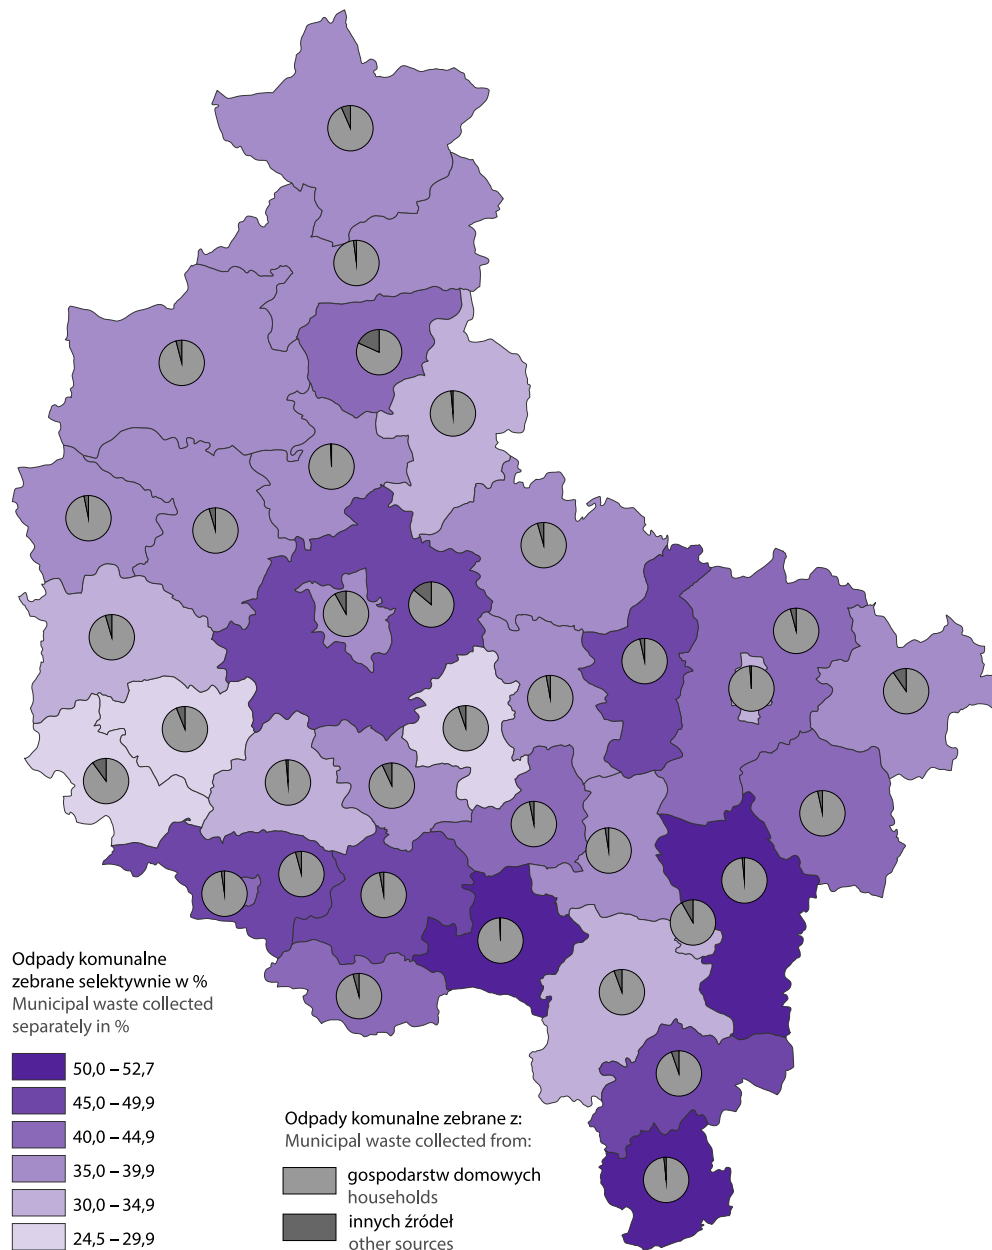 Odpady komunalne
zebrane selektywnie w %
Municipal waste collected
separately in %
50,0 – 52,7
45,0 – 49,9
40,0 – 44,9
35,0 – 39,9
30,0 – 34,9
24,5 – 29,9
Odpady komunalne zebrane z:
Municipal waste collected from:
gospodarstw domowych
households
innych źródeł
other sources